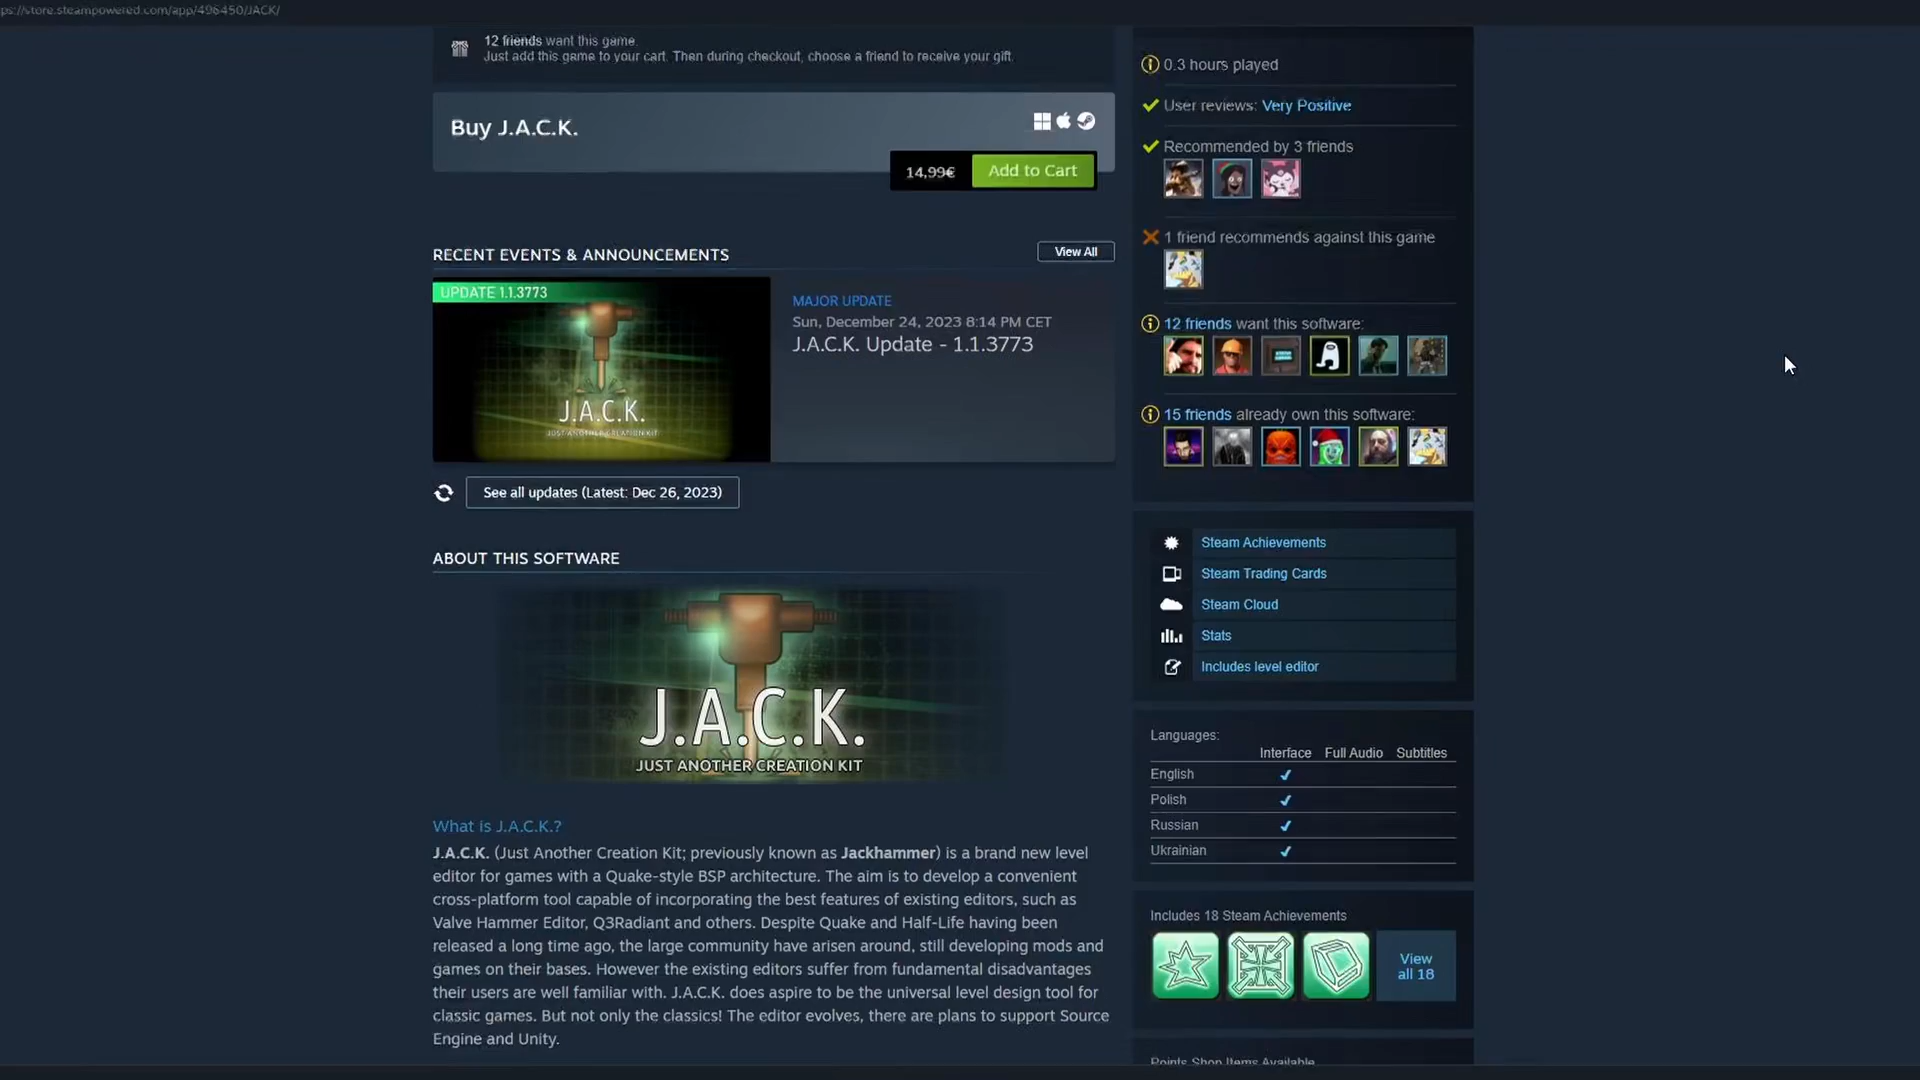 ps://store.steampowered.com/app/496450/JACK/
12 friends want this game.
Just add this game to your cart. Then during checkout, choose a friend to receive your gift.
Buy J.A.C.K.
14,99€
Add to Cart
RECENT EVENTS & ANNOUNCEMENTS
View All
UPDATE 1.1.3773
J.A.C.K.
JUST ANOTHER CREATION KIT
MAJOR UPDATE
Sun, December 24, 2023 8:14 PM CET
J.A.C.K. Update - 1.1.3773
See all updates (Latest: Dec 26, 2023)
ABOUT THIS SOFTWARE
J.A.C.K.
JUST ANOTHER CREATION KIT
What is J.A.C.K.?
J.A.C.K. (Just Another Creation Kit; previously known as Jackhammer) is a brand new level
editor for games with a Quake-style BSP architecture. The aim is to develop a convenient
cross-platform tool capable of incorporating the best features of existing editors, such as
Valve Hammer Editor, Q3Radiant and others. Despite Quake and Half-Life having been
released a long time ago, the large community have arisen around, still developing mods and
games on their bases. However the existing editors suffer from fundamental disadvantages
their users are well familiar with. J.A.C.K. does aspire to be the universal level design tool for
classic games. But not only the classics! The editor evolves, there are plans to support Source
Engine and Unity.
0.3 hours played
User reviews: Very Positive
Recommended by 3 friends
1 friend recommends against this game
12 friends want this software:
15 friends already own this software:
Steam Achievements
Steam Trading Cards
Steam Cloud
Stats
Includes level editor
Languages:
Interface Full Audio Subtitles
English
Polish
Russian
Ukrainian
Includes 18 Steam Achievements
View
all 18
Points Shop Items Available